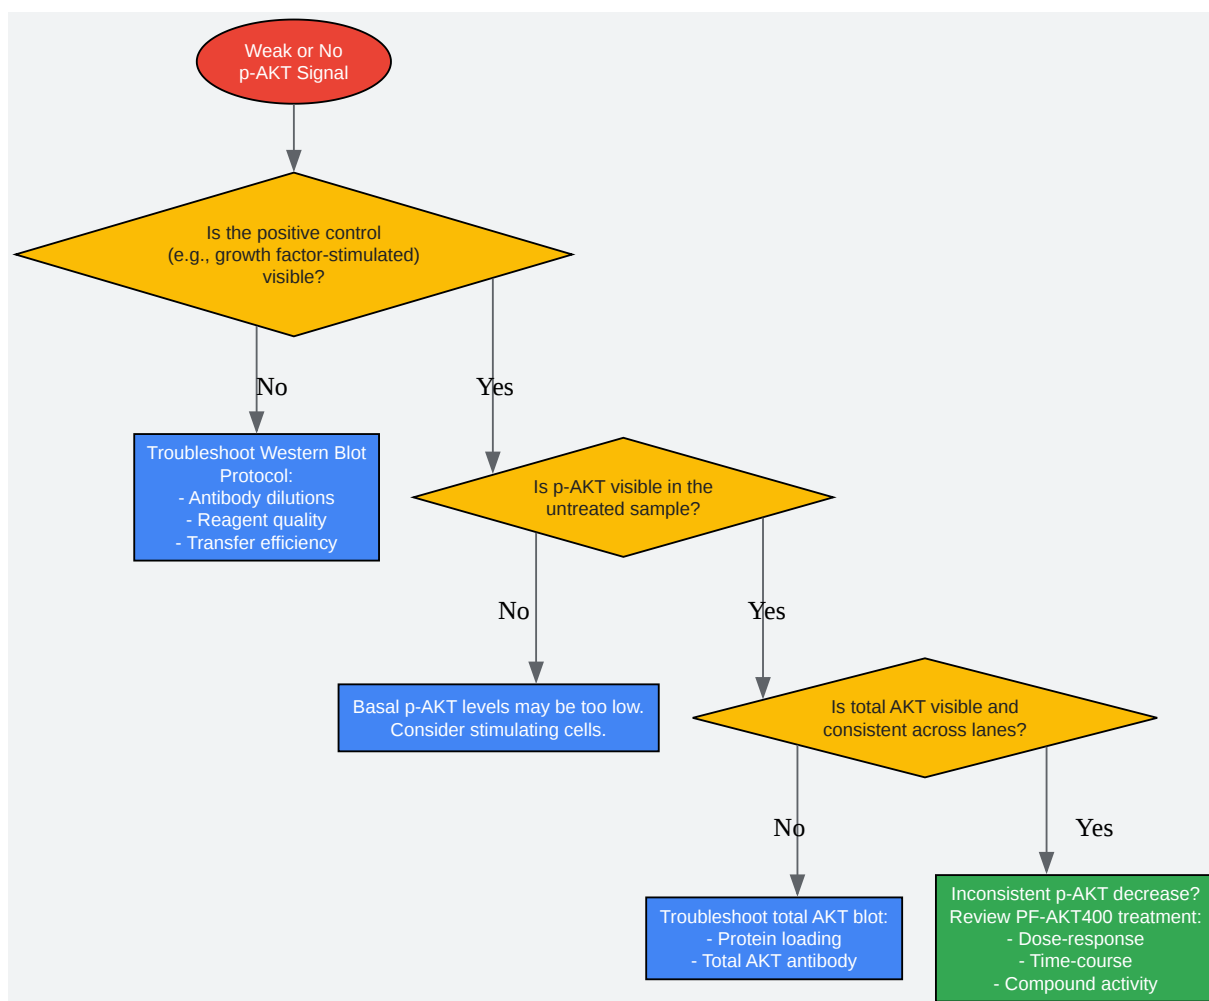 Weak or No
p-AKT Signal
Is the positive control
(e.g., growth factor-stimulated)
visible?
No
Yes
Troubleshoot Western Blot
Protocol:
- Antibody dilutions
- Reagent quality
- Transfer efficiency
Is p-AKT visible in the
untreated sample?
No
Yes
Basal p-AKT levels may be too low.
Consider stimulating cells.
Is total AKT visible and
consistent across lanes?
No
Yes
Troubleshoot total AKT blot:
- Protein loading
- Total AKT antibody
Inconsistent p-AKT decrease?
Review PF-AKT400 treatment:
- Dose-response
- Time-course
- Compound activity